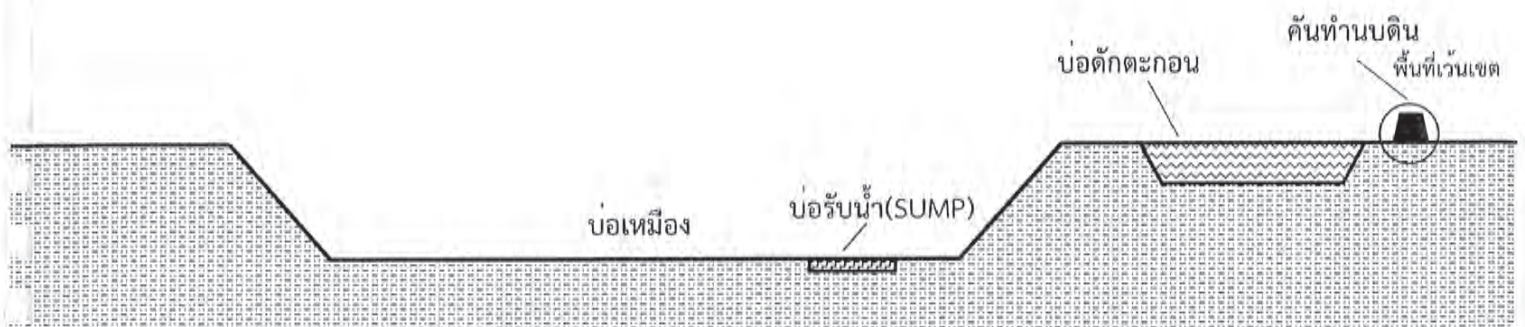 คันทำนบดิน
บ่อดักตะกอน
พื้นที่เว้นเขต
บ่อรับน้ำ(SUMP)
บ่อเหมือง